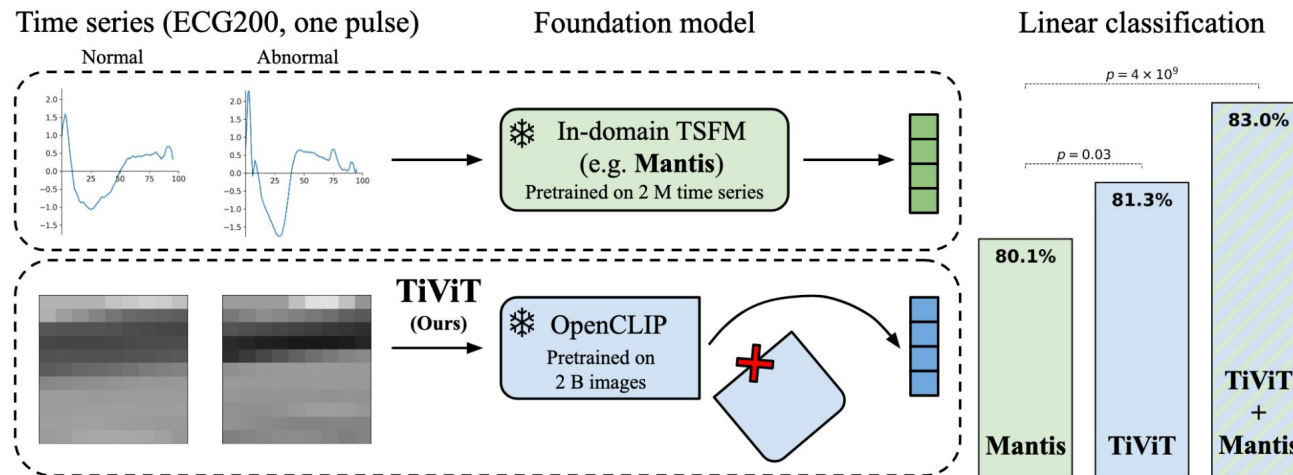 Time series (ECG200, one pulse)
Foundation model
Linear classification
Normal
Abnormal
2.0
1.5
1.0
0.5
0.0
−0.5
−1.0
−1.5
25
50
75
100
2.0
1.5
1.0
0.5
0.0
−0.5
−1.0
−1.5
25
50
75
100
In-domain TSFM
(e.g. Mantis)
Pretrained on 2 M time series
TiViT
(Ours)
OpenCLIP
Pretrained on
2 B images
p = 4 × 10⁹
p = 0.03
80.1%
81.3%
83.0%
Mantis
TiViT
TiViT
+
Mantis